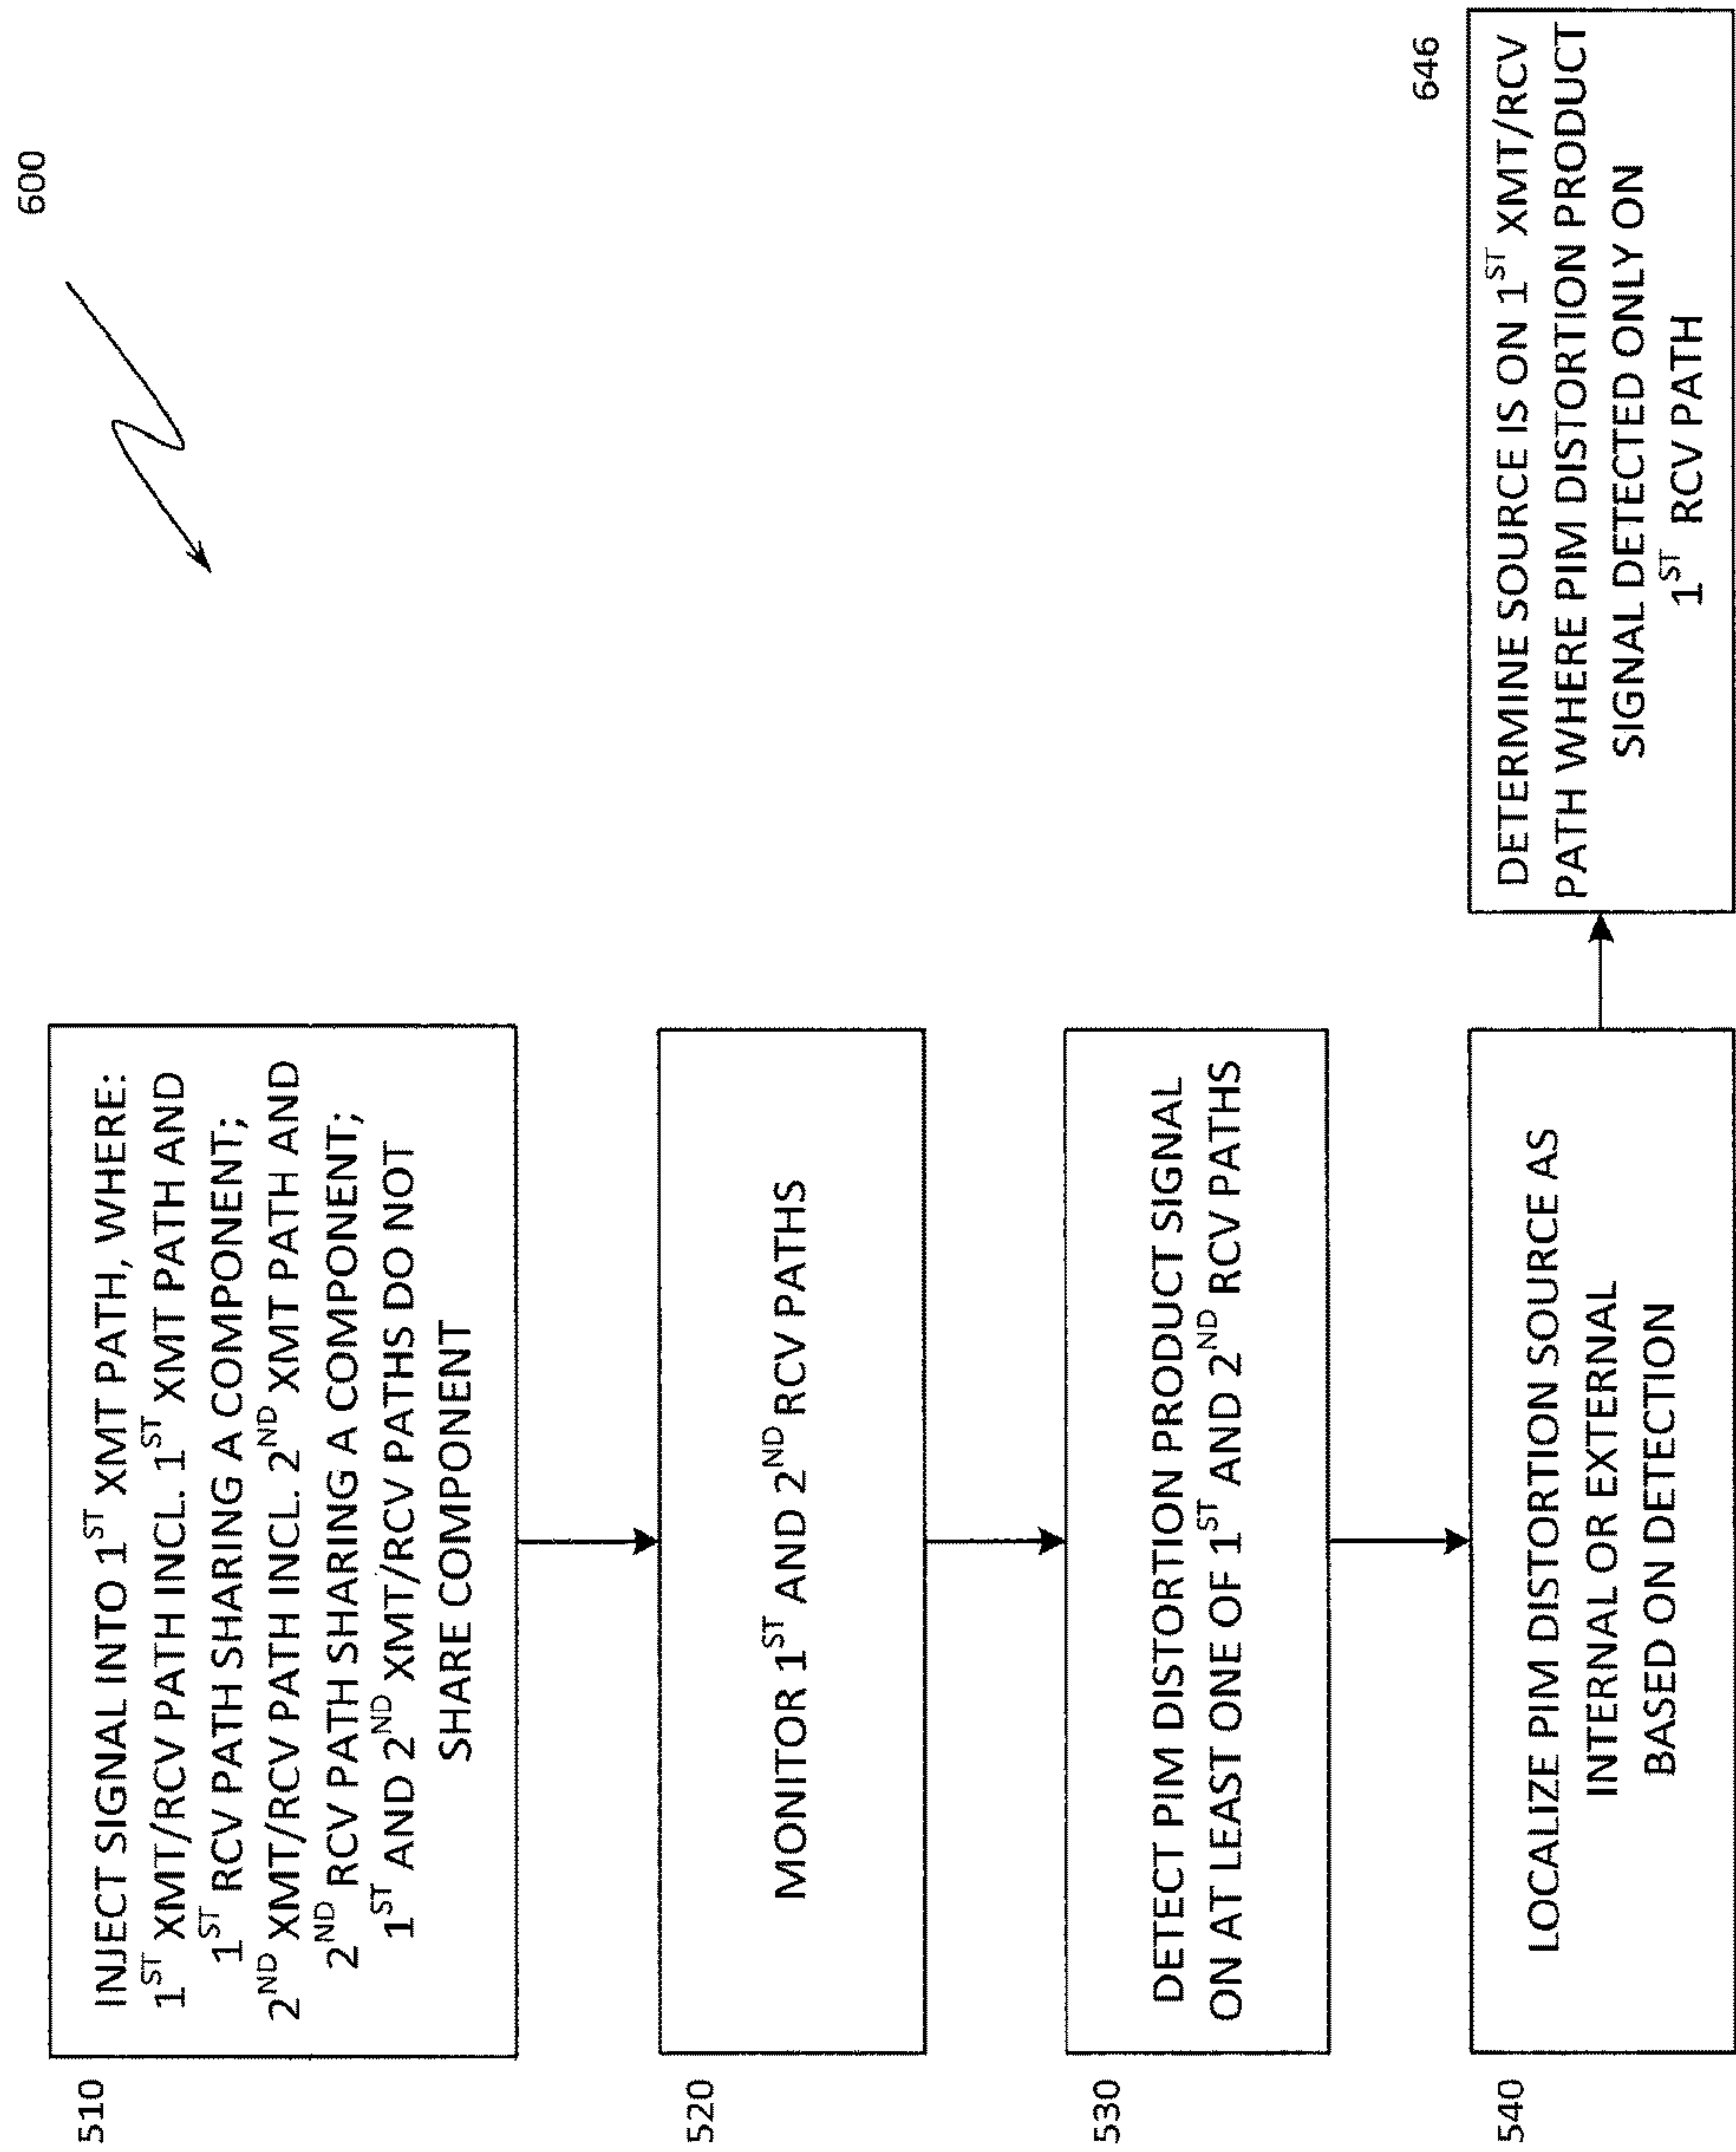 600
510
INJECT SIGNAL INTO 1ST XMT PATH, WHERE:
1ST XMT/RCV PATH INCL. 1ST XMT PATH AND
1ST RCV PATH SHARING A COMPONENT;
2ND XMT/RCV PATH INCL. 2ND XMT PATH AND
2ND RCV PATH SHARING A COMPONENT;
1ST AND 2ND XMT/RCV PATHS DO NOT
SHARE COMPONENT
520
MONITOR 1ST AND 2ND RCV PATHS
530
DETECT PIM DISTORTION PRODUCT SIGNAL
ON AT LEAST ONE OF 1ST AND 2ND RCV PATHS
540
LOCALIZE PIM DISTORTION SOURCE AS
INTERNAL OR EXTERNAL
BASED ON DETECTION
646
DETERMINE SOURCE IS ON 1ST XMT/RCV
PATH WHERE PIM DISTORTION PRODUCT
SIGNAL DETECTED ONLY ON
1ST RCV PATH